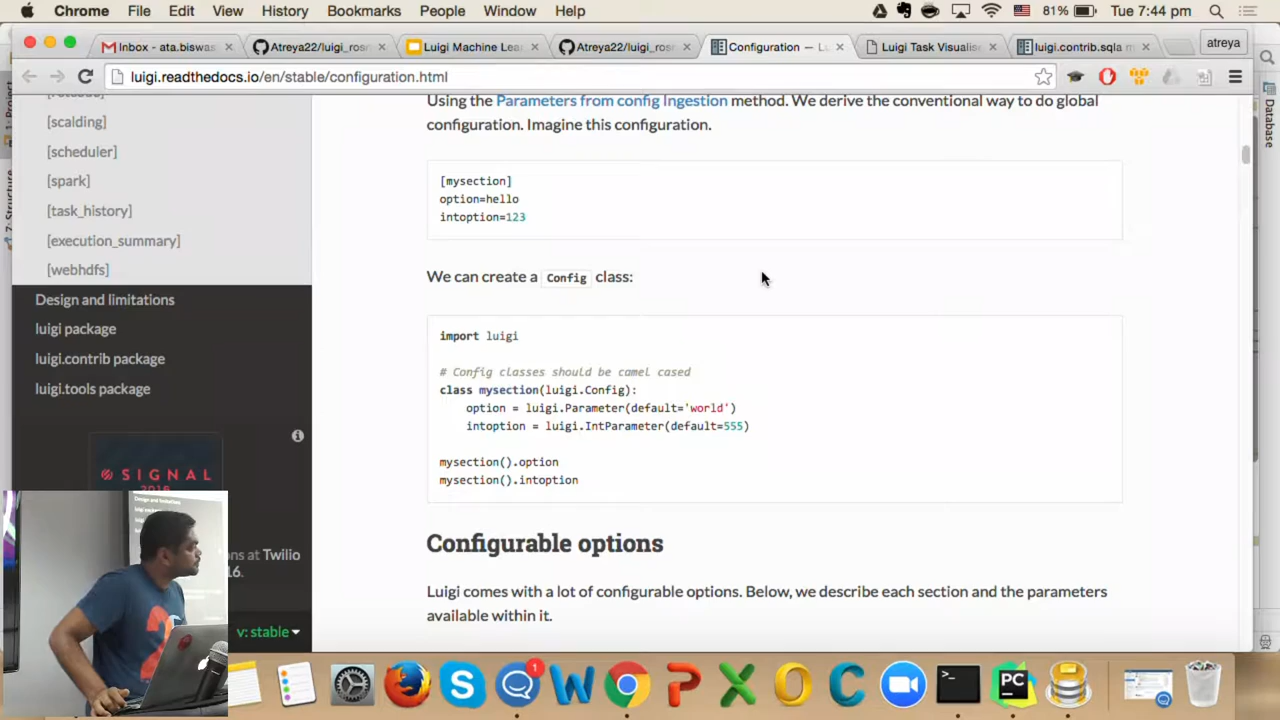 Chrome File Edit View History Bookmarks People Window Help 81% Tue 7:44 pm
Inbox - ata.biswas
Atreya22/luigi_rosn
Luigi Machine Lea
Atreya22/luigi_rosn
Configuration — L
Luigi Task Visualise
luigi.contrib.sqla m
atreya
luigi.readthedocs.io/en/stable/configuration.html
[scalding]
[scheduler]
[spark]
[task_history]
[execution_summary]
[webhdfs]
Design and limitations
luigi package
luigi.contrib package
luigi.tools package
SIGNAL
ns at Twilio
16.
v: stable
Using the Parameters from config Ingestion method. We derive the conventional way to do global
configuration. Imagine this configuration.
[mysection]
option=hello
intoption=123
We can create a Config class:
import luigi
# Config classes should be camel cased
class mysection(luigi.Config):
option = luigi.Parameter(default='world')
intoption = luigi.IntParameter(default=555)
mysection().option
mysection().intoption
Configurable options
Luigi comes with a lot of configurable options. Below, we describe each section and the parameters
available within it.
Database
1
PC